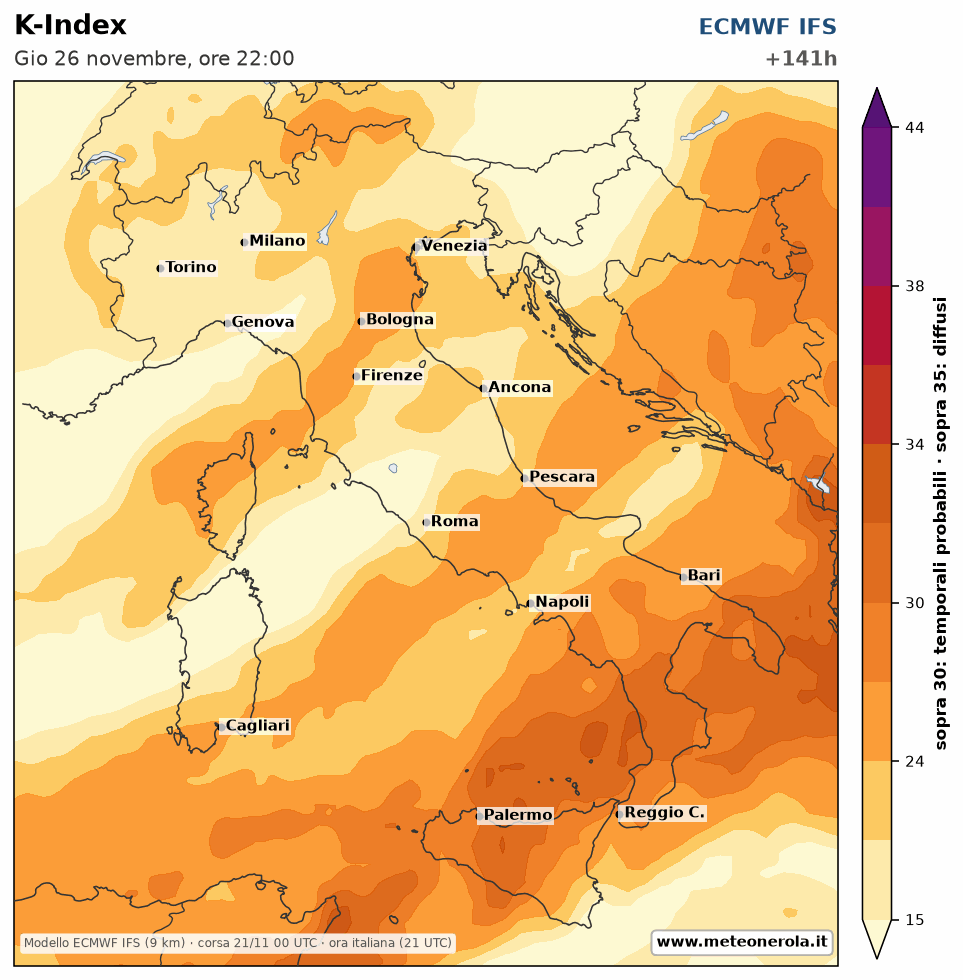 K-Index
ECMWF IFS
Gio 26 novembre, ore 22:00
+141h
Milano
Venezia
Torino
Genova
Bologna
Firenze
Ancona
Pescara
Roma
Bari
Napoli
Cagliari
Palermo
Reggio C.
44
38
34
30
24
15
sopra 30: temporali probabili · sopra 35: diffusi
Modello ECMWF IFS (9 km) · corsa 21/11 00 UTC · ora italiana (21 UTC)
www.meteonerola.it